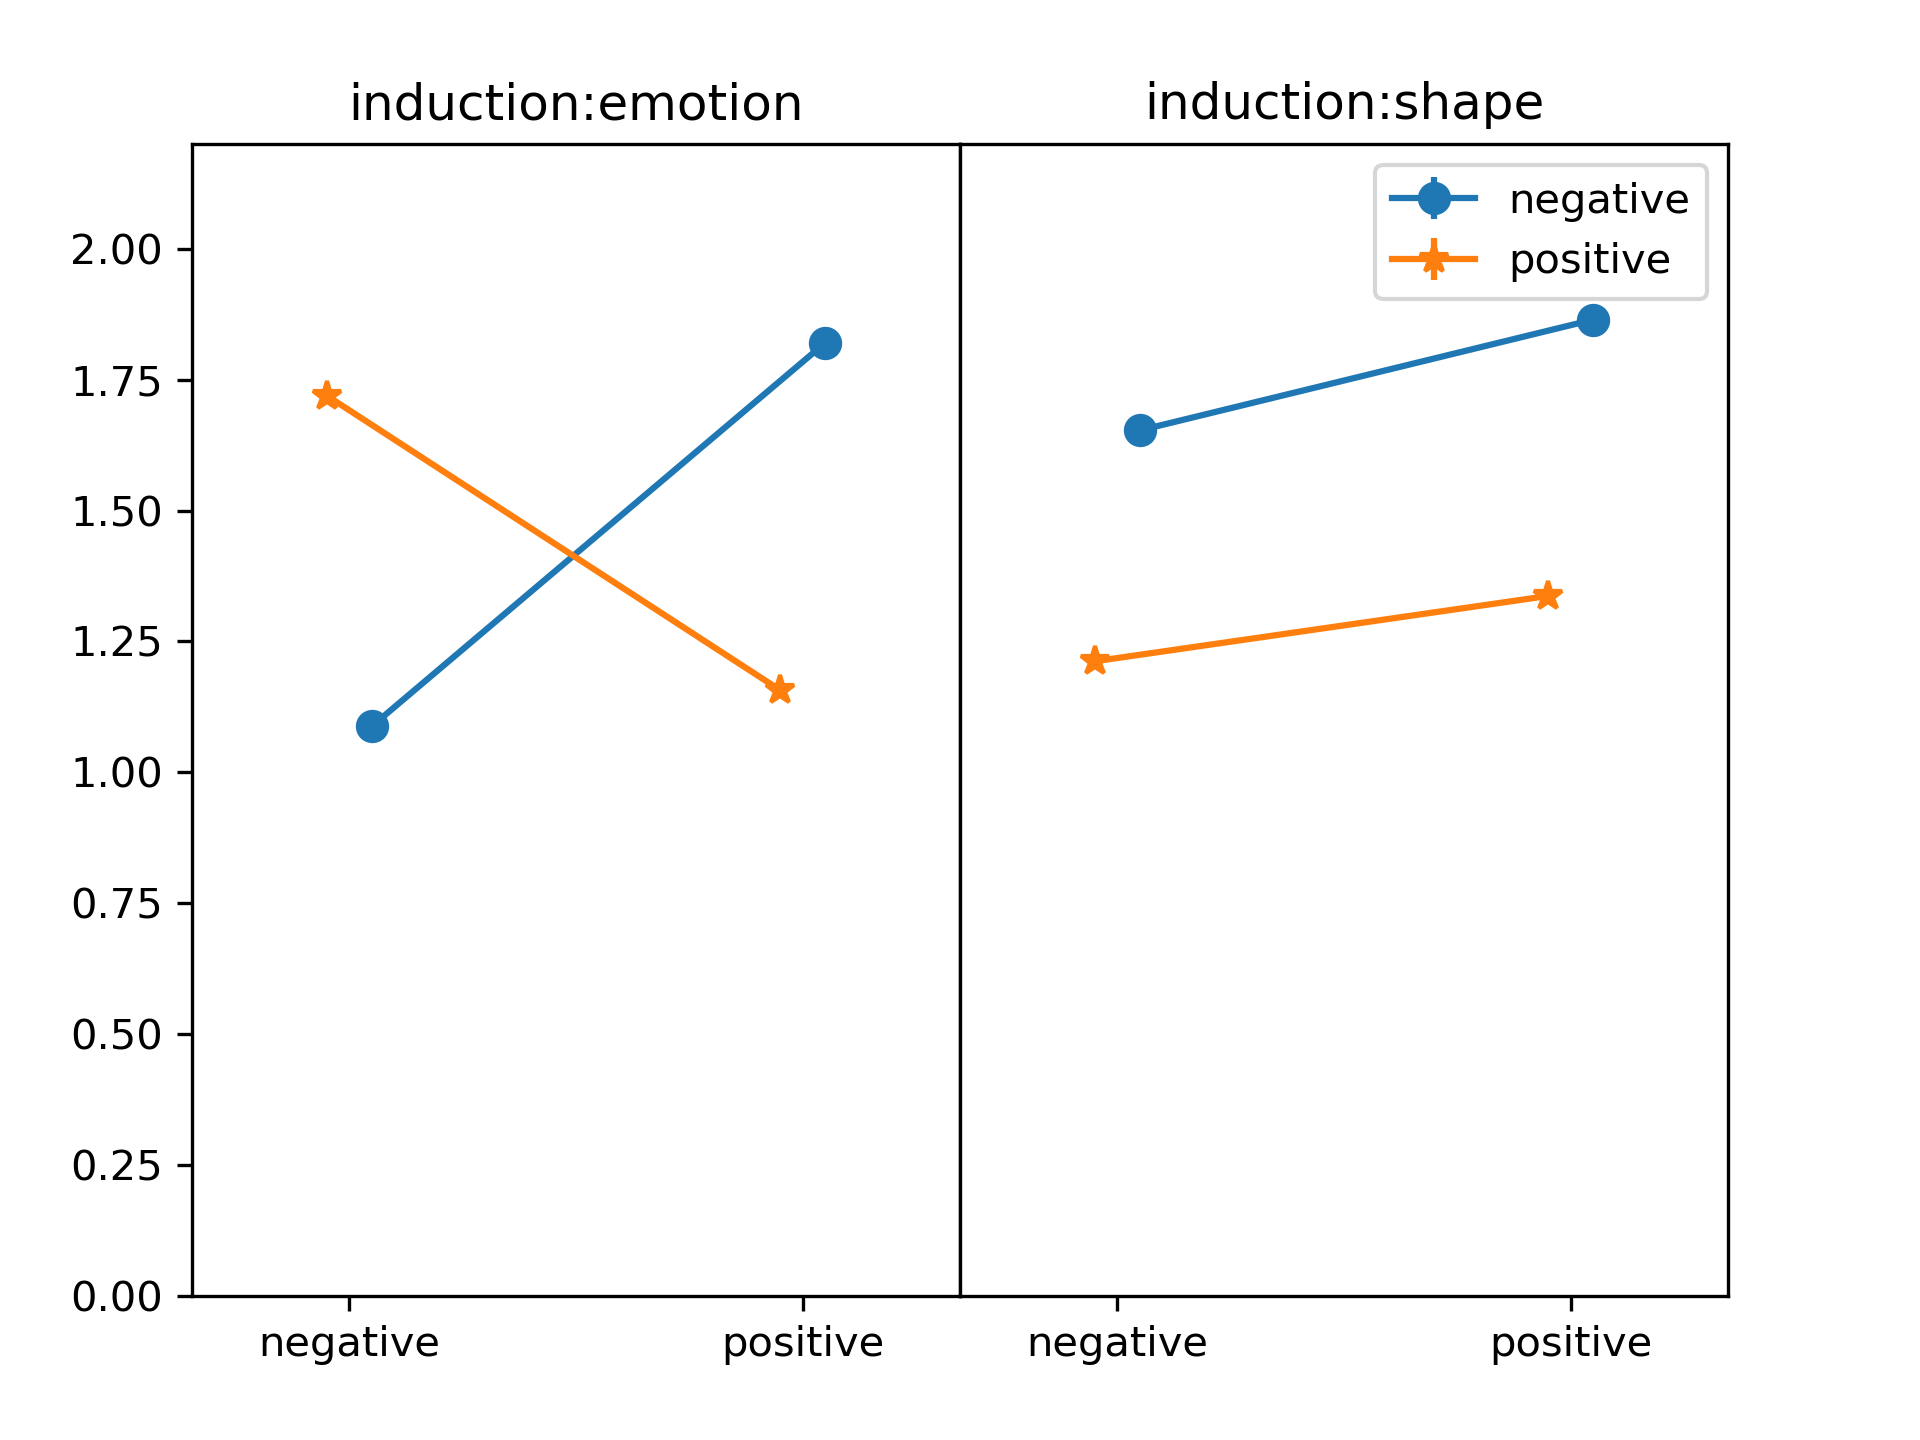 induction:emotion
induction:shape
negative
positive
2.00
1.75
1.50
1.25
1.00
0.75
0.50
0.25
0.00
negative
positive
negative
positive